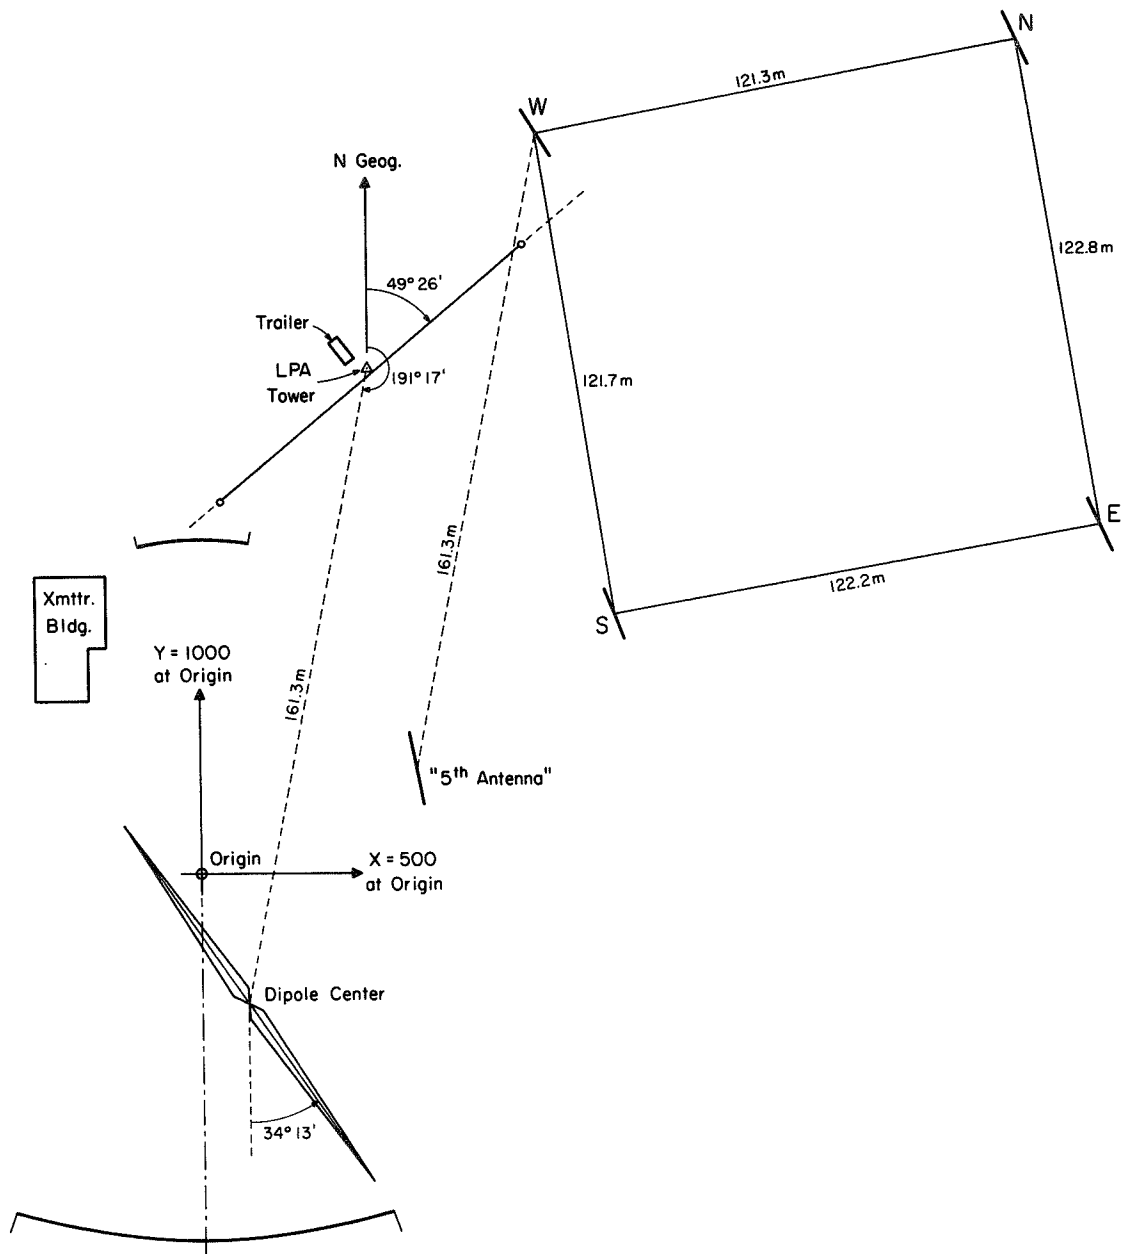 N
121.3m
W
N Geog.
122.8m
49° 26'
Trailer
LPA
Tower
191° 17'
121.7m
E
161.3m
122.2m
S
Xmttr.
Bldg.
Y = 1000
at Origin
161.3m
"5th Antenna"
Origin
X = 500
at Origin
Dipole Center
34° 13'